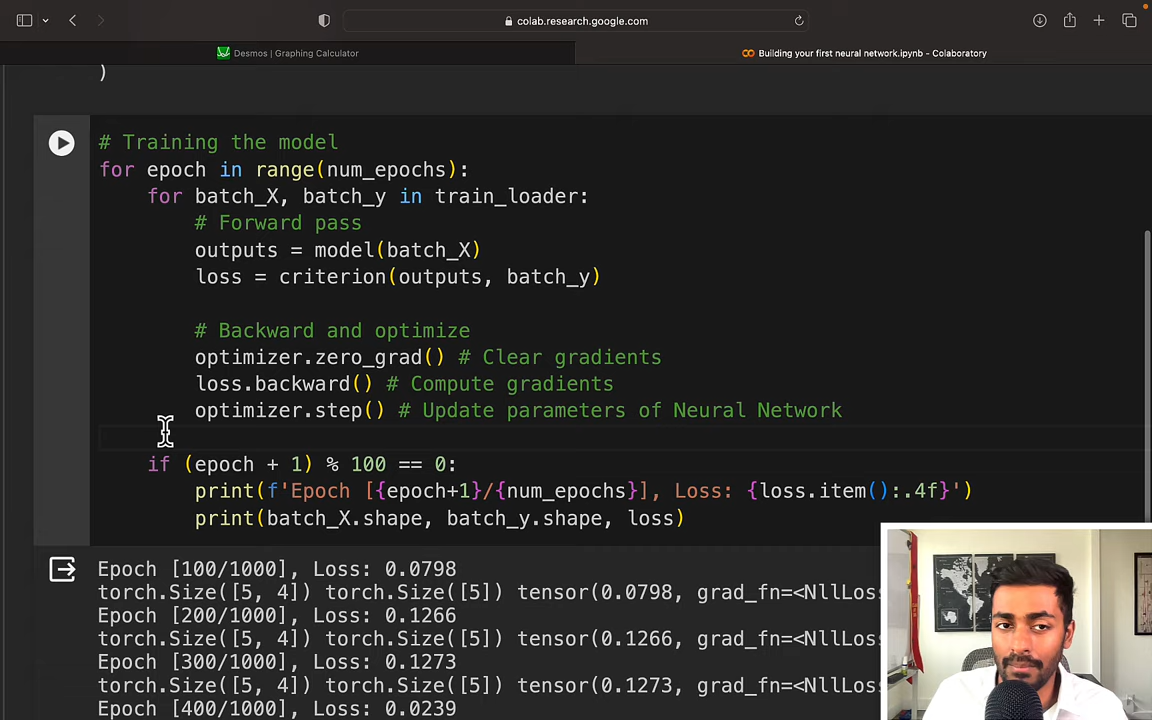 colab.research.google.com
Desmos | Graphing Calculator
Building your first neural network.ipynb - Colaboratory
)
# Training the model
for epoch in range(num_epochs):
for batch_X, batch_y in train_loader:
# Forward pass
outputs = model(batch_X)
loss = criterion(outputs, batch_y)
# Backward and optimize
optimizer.zero_grad() # Clear gradients
loss.backward() # Compute gradients
optimizer.step() # Update parameters of Neural Network
if (epoch + 1) % 100 == 0:
print(f'Epoch [{epoch+1}/{num_epochs}], Loss: {loss.item():.4f}')
print(batch_X.shape, batch_y.shape, loss)
Epoch [100/1000], Loss: 0.0798
torch.Size([5, 4]) torch.Size([5]) tensor(0.0798, grad_fn=<NllLoss
Epoch [200/1000], Loss: 0.1266
torch.Size([5, 4]) torch.Size([5]) tensor(0.1266, grad_fn=<NllLoss
Epoch [300/1000], Loss: 0.1273
torch.Size([5, 4]) torch.Size([5]) tensor(0.1273, grad_fn=<NllLoss
Epoch [400/1000], Loss: 0.0239